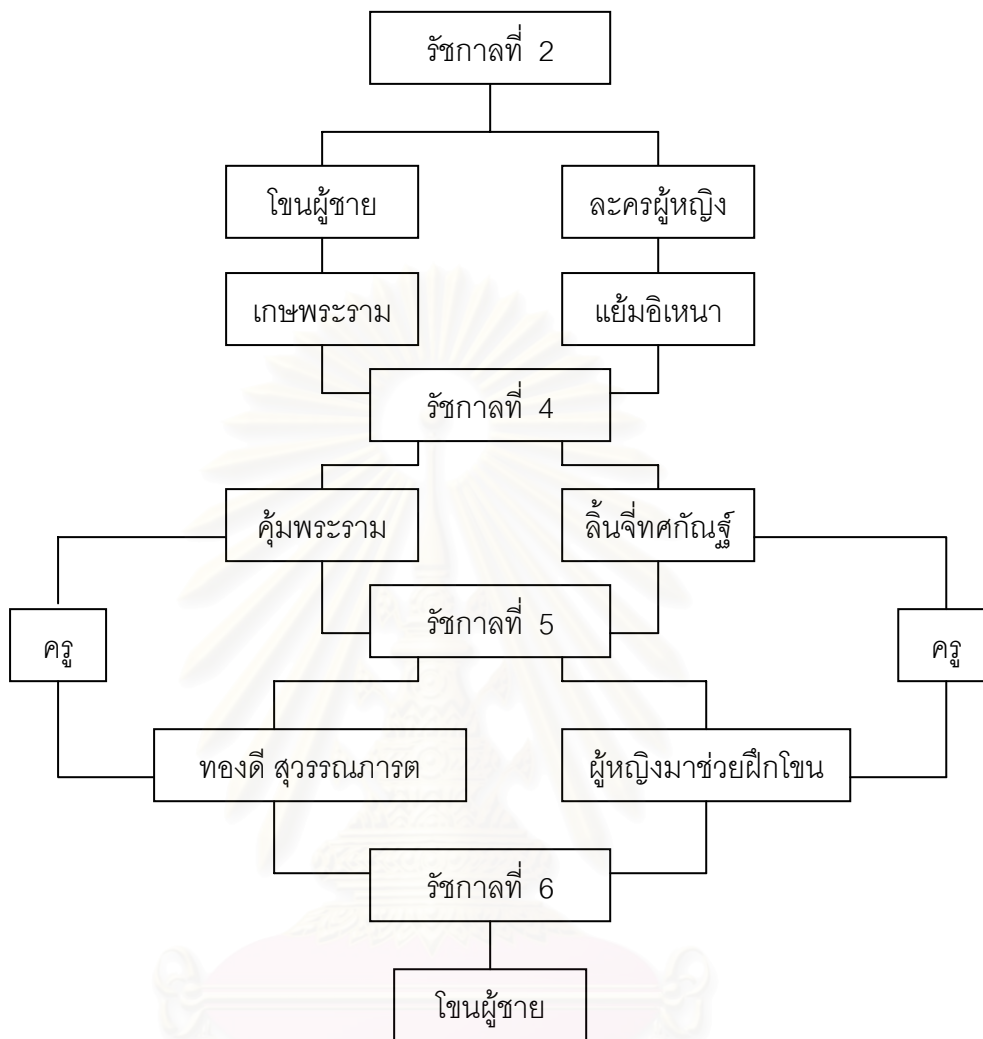 รัชกาลที่ 2
โขนผู้ชาย
ละครผู้หญิง
เกษพระราม
แย้มอิเหนา
รัชกาลที่ 4
คุ้มพระราม
ลิ้นจี่ทศกัณฐ์
รัชกาลที่ 5
ครู
ครู
ทองดี สุวรรณภารต
ผู้หญิงมาช่วยฝึกโขน
รัชกาลที่ 6
โขนผู้ชาย